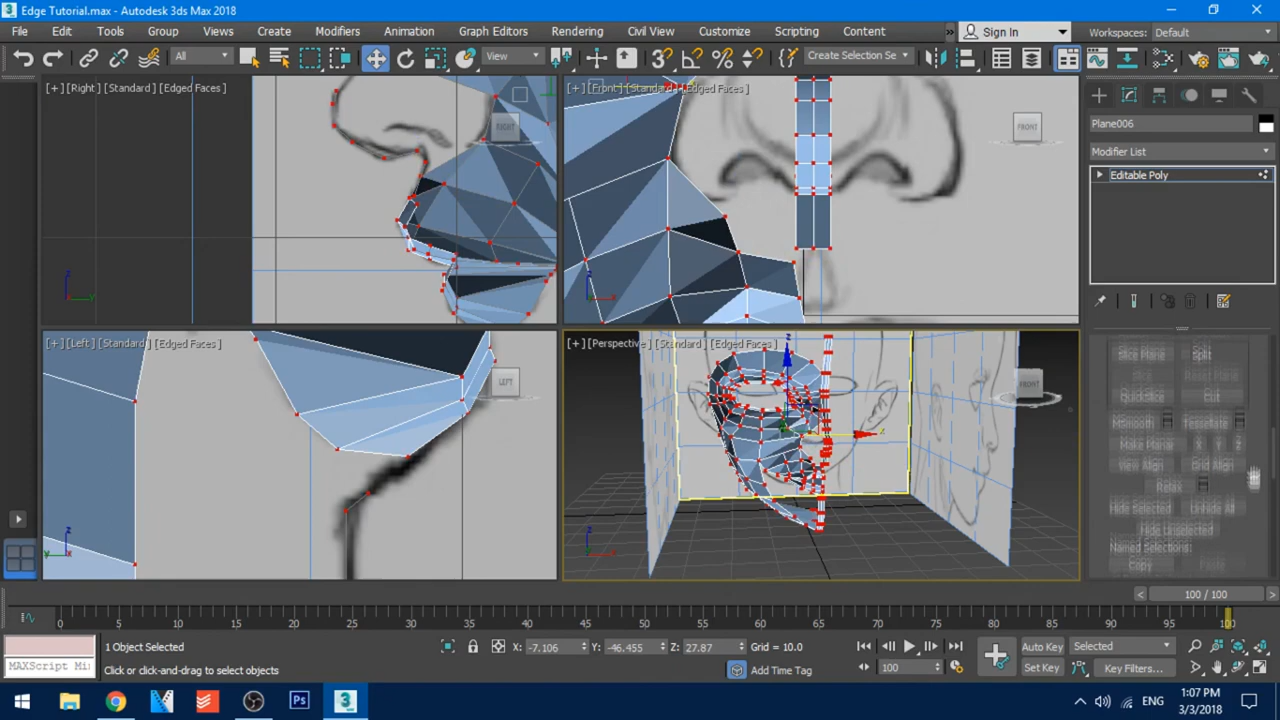 Edge Tutorial.max - Autodesk 3ds Max 2018
File Edit Tools Group Views Create Modifiers Animation Graph Editors Rendering Civil View Customize Scripting Content » Sign In Workspaces: Default
All View Create Selection Se
[+] [Right] [Standard] [Edged Faces]
RIGHT
[+] [Front] [Standard] [Edged Faces]
FRONT
Plane006
Modifier List
Editable Poly
[+] [Left] [Standard] [Edged Faces]
LEFT
[+] [Perspective] [Standard] [Edged Faces]
FRONT
Slice Plane Split
QuickSlice Cut
MSmooth Tessellate
Make Planar X Y Z
View Align Grid Align
Relax
Hide Selected Unhide All
Hide Unselected
Named Selections:
Copy Paste
100 / 100
0 5 10 15 20 25 30 35 40 45 50 55 60 65 70 75 80 85 90 95 100
1 Object Selected X: -7.106 Y: -46.455 Z: 27.87 Grid = 10.0 Auto Key Selected
MAXScript Mi Click or click-and-drag to select objects Add Time Tag 100 Set Key Key Filters...
ENG 1:07 PM
3/3/2018